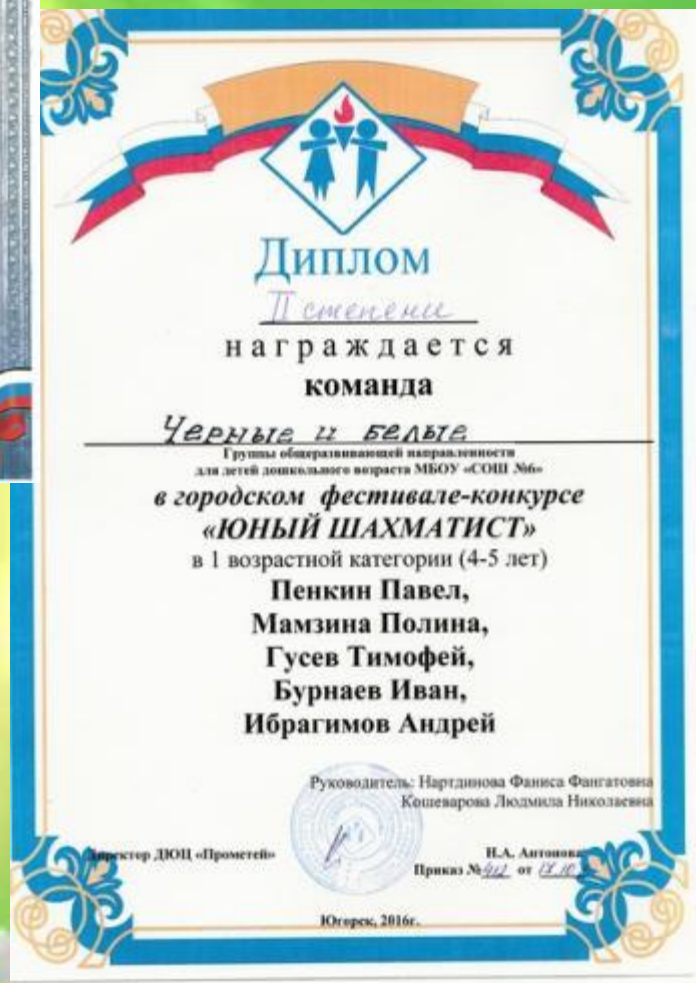 Диплом
II степени
награждается
команда
Черные и белые
Группы общеразвивающей направленности
для детей дошкольного возраста МБОУ «СОШ №6»
в городском фестивале-конкурсе
«ЮНЫЙ ШАХМАТИСТ»
в 1 возрастной категории (4-5 лет)
Пенкин Павел,
Мамзина Полина,
Гусев Тимофей,
Бурнаев Иван,
Ибрагимов Андрей
Руководитель: Нартдинова Фаниса Фангатовна
Кошеварова Людмила Николаевна
Директор ДЮЦ «Прометей» Н.А. Антонова
Приказ № от
Югорск, 2016г.